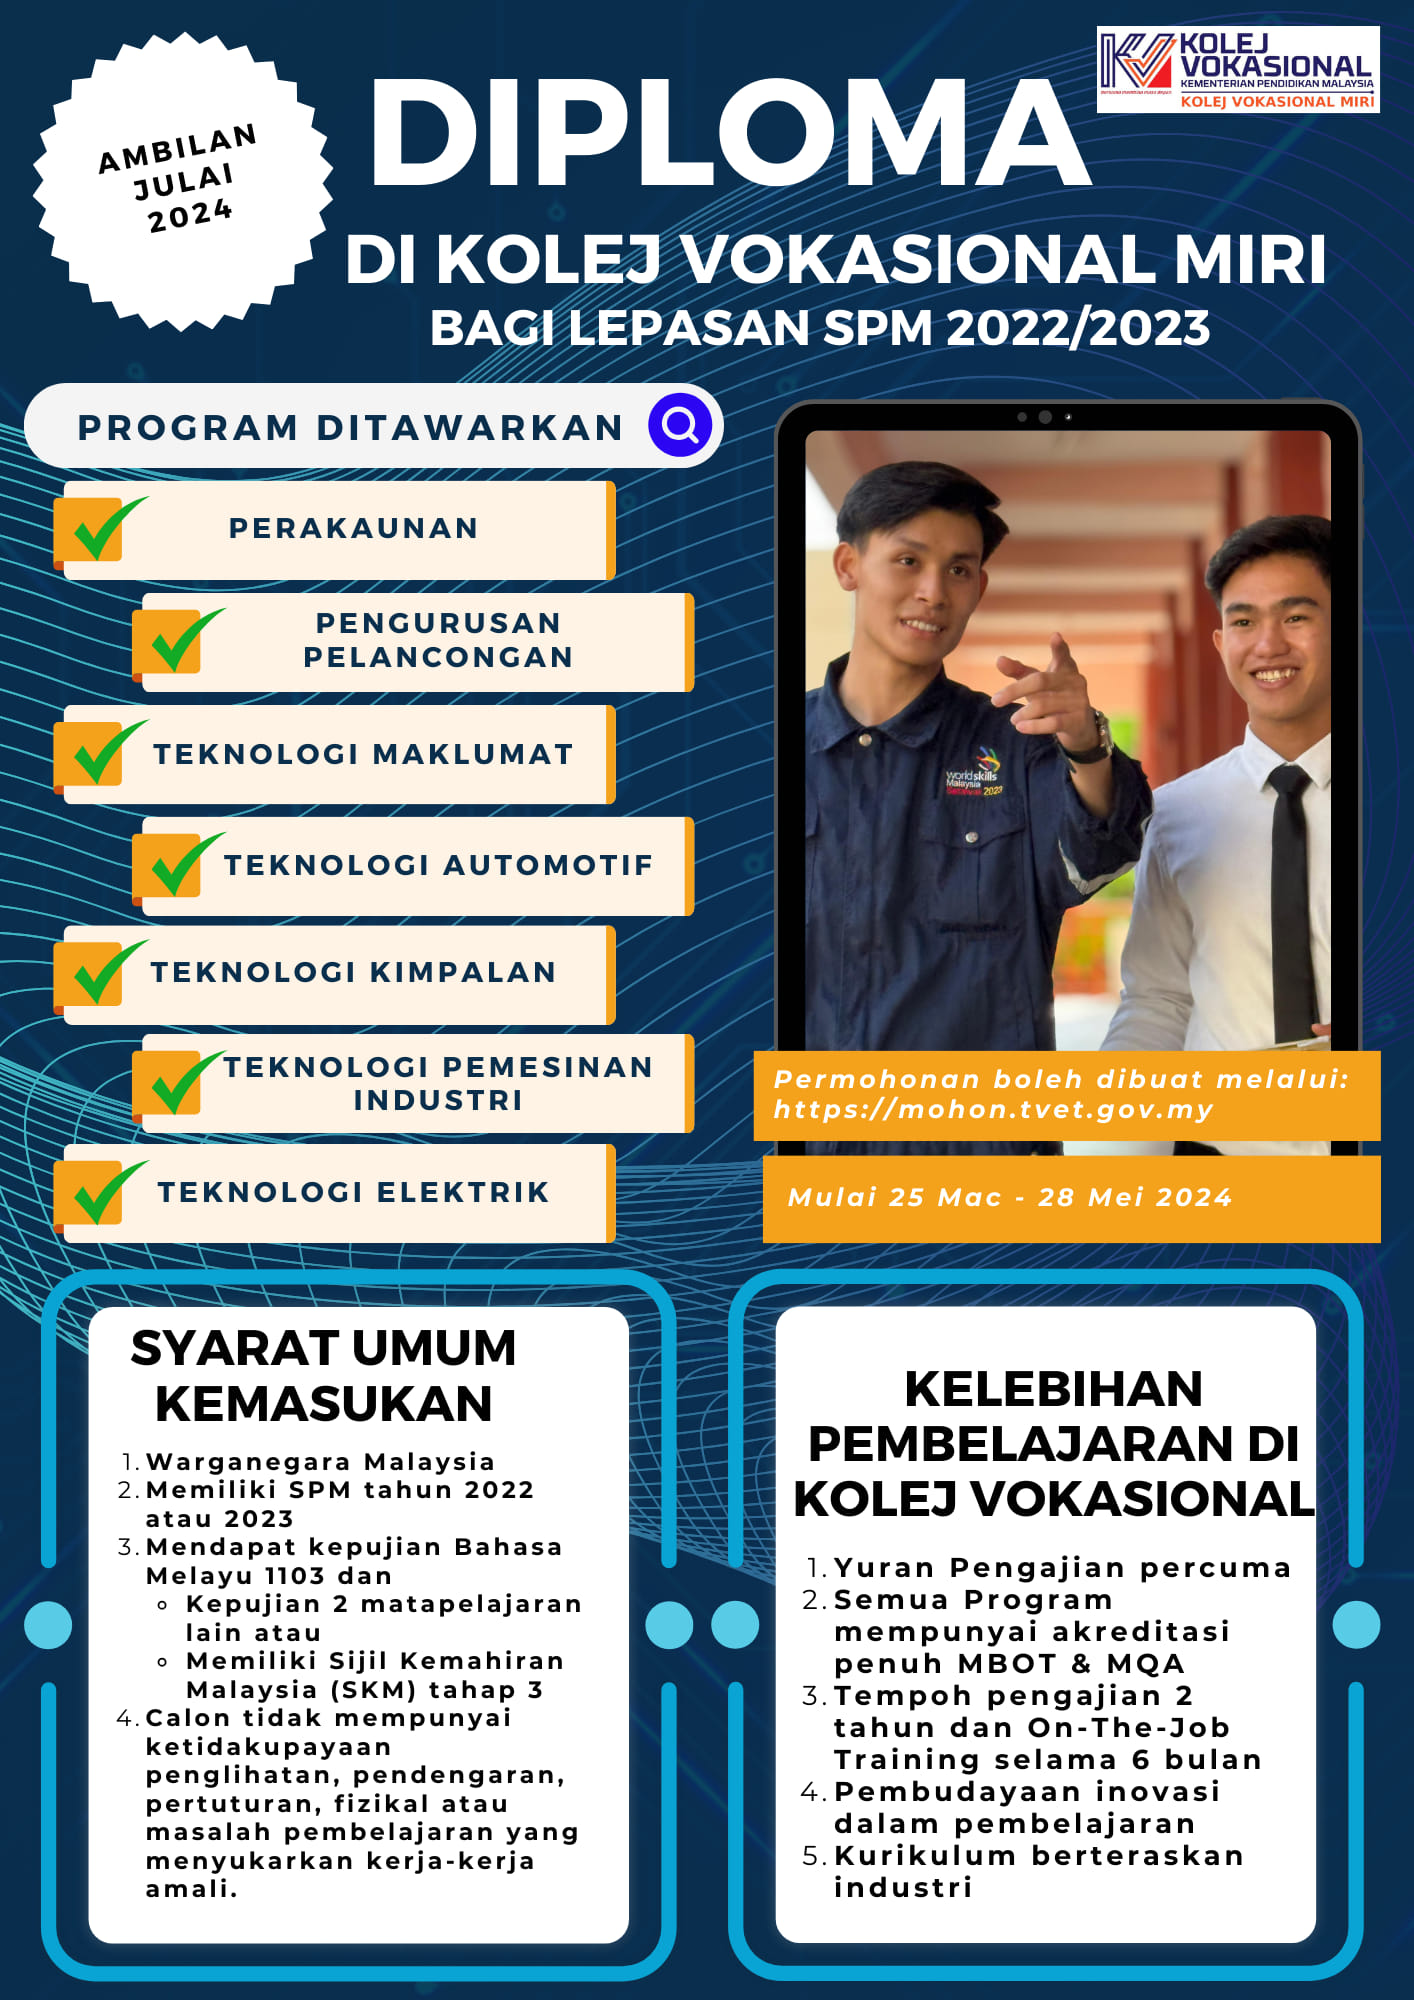 AMBILAN
JULAI
2024
KOLEJ
VOKASIONAL
KEMENTERIAN PENDIDIKAN MALAYSIA
KOLEJ VOKASIONAL MIRI
DIPLOMA
DI KOLEJ VOKASIONAL MIRI
BAGI LEPASAN SPM 2022/2023
PROGRAM DITAWARKAN
PERAKAUNAN
PENGURUSAN
PELANCONGAN
TEKNOLOGI MAKLUMAT
TEKNOLOGI AUTOMOTIF
TEKNOLOGI KIMPALAN
TEKNOLOGI PEMESINAN
INDUSTRI
TEKNOLOGI ELEKTRIK
worldskills
Malaysia
2023
Permohonan boleh dibuat melalui:
https://mohon.tvet.gov.my
Mulai 25 Mac - 28 Mei 2024
SYARAT UMUM
KEMASUKAN
1. Warganegara Malaysia
2. Memiliki SPM tahun 2022
atau 2023
3. Mendapat kepujian Bahasa
Melayu 1103 dan
◦ Kepujian 2 matapelajaran
lain atau
◦ Memiliki Sijil Kemahiran
Malaysia (SKM) tahap 3
4. Calon tidak mempunyai
ketidakupayaan
penglihatan, pendengaran,
pertuturan, fizikal atau
masalah pembelajaran yang
menyukarkan kerja-kerja
amali.
KELEBIHAN
PEMBELAJARAN DI
KOLEJ VOKASIONAL
1. Yuran Pengajian percuma
2. Semua Program
mempunyai akreditasi
penuh MBOT & MQA
3. Tempoh pengajian 2
tahun dan On-The-Job
Training selama 6 bulan
4. Pembudayaan inovasi
dalam pembelajaran
5. Kurikulum berteraskan
industri